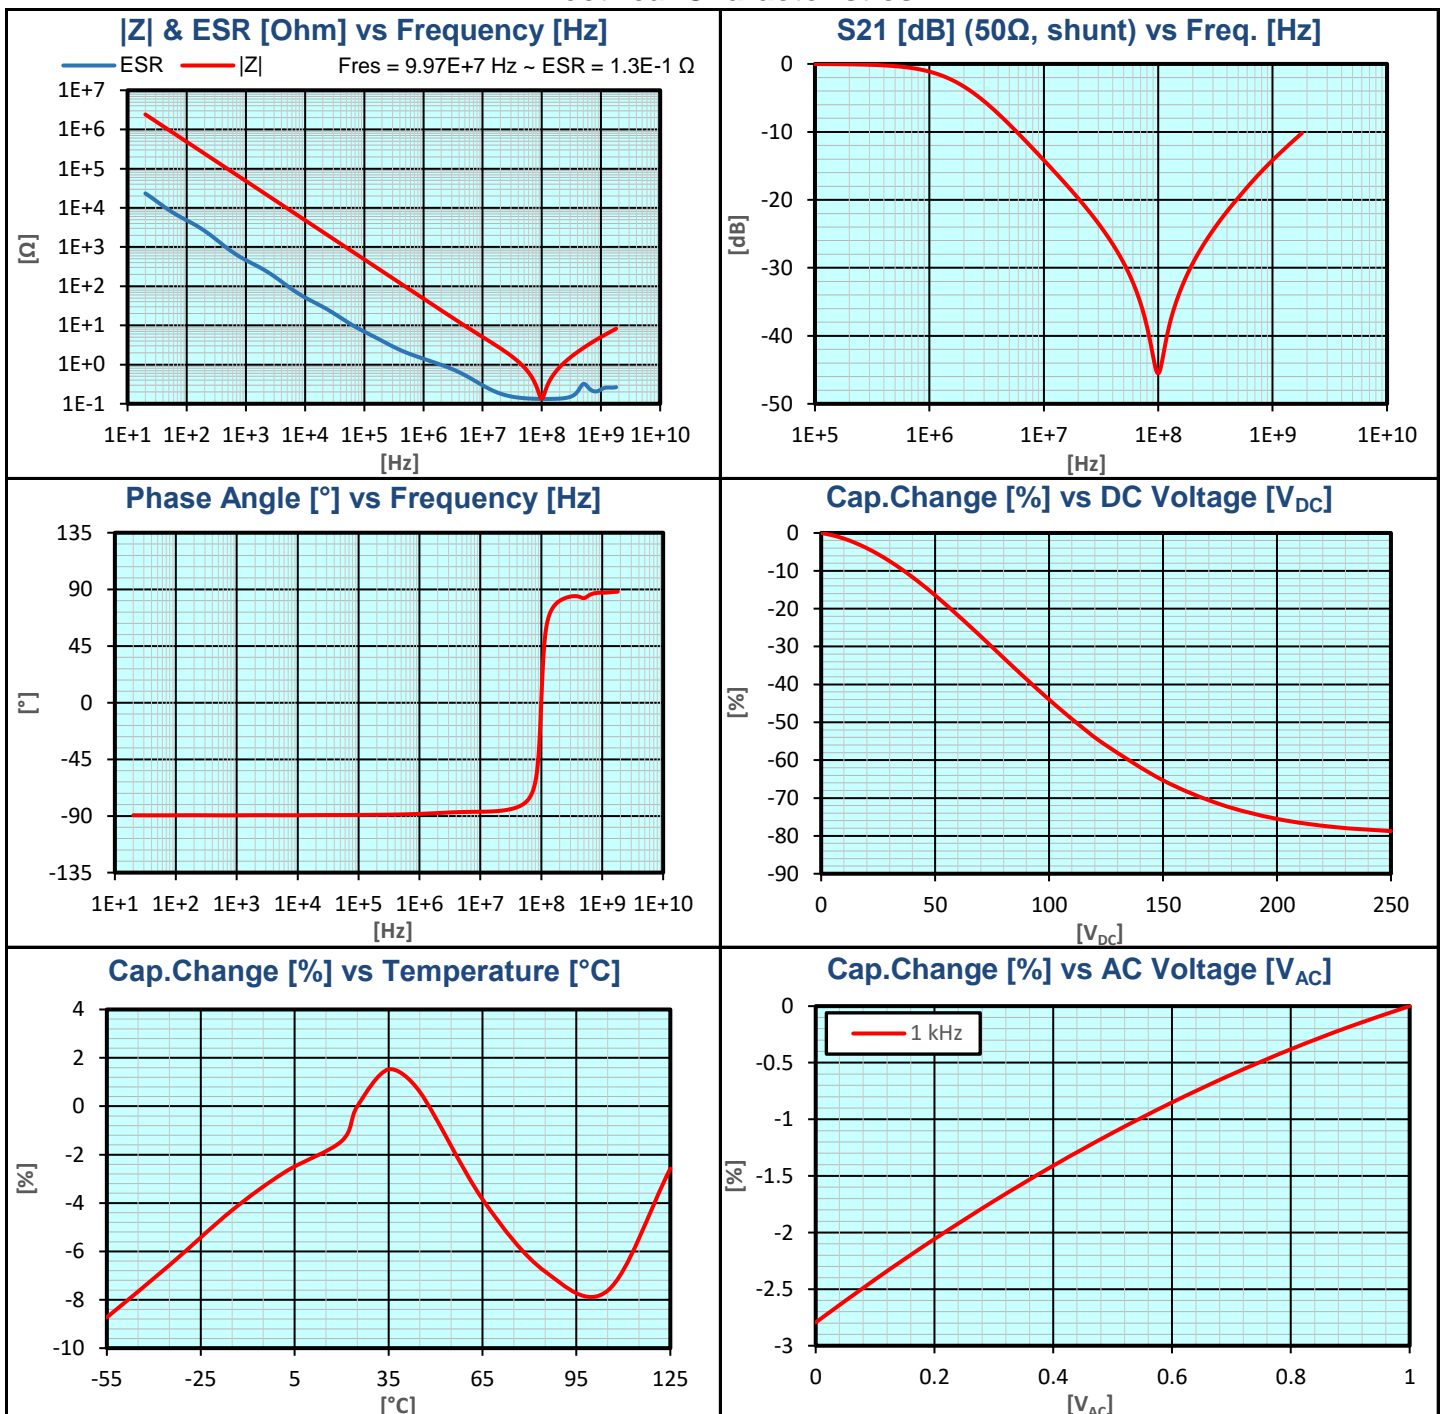 |Z| & ESR [Ohm] vs Frequency [Hz]
ESR |Z| Fres = 9.97E+7 Hz ~ ESR = 1.3E-1 Ω
1E+7
1E+6
1E+5
1E+4
1E+3
1E+2
1E+1
1E+0
1E-1
[Ω]
1E+1 1E+2 1E+3 1E+4 1E+5 1E+6 1E+7 1E+8 1E+9 1E+10
[Hz]
S21 [dB] (50Ω, shunt) vs Freq. [Hz]
0
-10
-20
-30
-40
-50
[dB]
1E+5 1E+6 1E+7 1E+8 1E+9 1E+10
[Hz]
Phase Angle [°] vs Frequency [Hz]
135
90
45
0
-45
-90
-135
[°]
1E+1 1E+2 1E+3 1E+4 1E+5 1E+6 1E+7 1E+8 1E+9 1E+10
[Hz]
Cap.Change [%] vs DC Voltage [VDC]
0
-10
-20
-30
-40
-50
-60
-70
-80
-90
[%]
0 50 100 150 200 250
[VDC]
Cap.Change [%] vs Temperature [°C]
4
2
0
-2
-4
-6
-8
-10
[%]
-55 -25 5 35 65 95 125
[°C]
Cap.Change [%] vs AC Voltage [VAC]
1 kHz
0
-0.5
-1
-1.5
-2
-2.5
-3
[%]
0 0.2 0.4 0.6 0.8 1
[VAC]